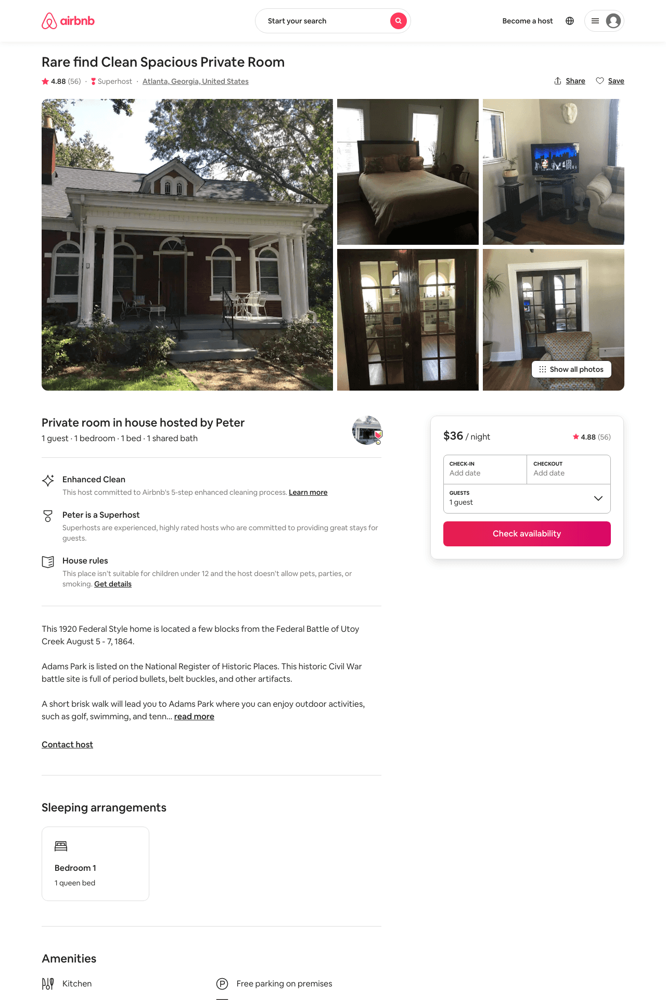 airbnb
Start your search
Become a host
Rare find Clean Spacious Private Room
4.88 (56) · Superhost · Atlanta, Georgia, United States
Share
Save
Show all photos
Private room in house hosted by Peter
1 guest · 1 bedroom · 1 bed · 1 shared bath
$36 / night
4.88 (56)
CHECK-IN
Add date
CHECKOUT
Add date
GUESTS
1 guest
Check availability
Enhanced Clean
This host committed to Airbnb's 5-step enhanced cleaning process. Learn more
Peter is a Superhost
Superhosts are experienced, highly rated hosts who are committed to providing great stays for
guests.
House rules
This place isn’t suitable for children under 12 and the host doesn’t allow pets, parties, or
smoking. Get details
This 1920 Federal Style home is located a few blocks from the Federal Battle of Utoy
Creek August 5 - 7, 1864.
Adams Park is listed on the National Register of Historic Places. This historic Civil War
battle site is full of period bullets, belt buckles, and other artifacts.
A short brisk walk will lead you to Adams Park where you can enjoy outdoor activities,
such as golf, swimming, and tenn... read more
Contact host
Sleeping arrangements
Bedroom 1
1 queen bed
Amenities
Kitchen
Free parking on premises